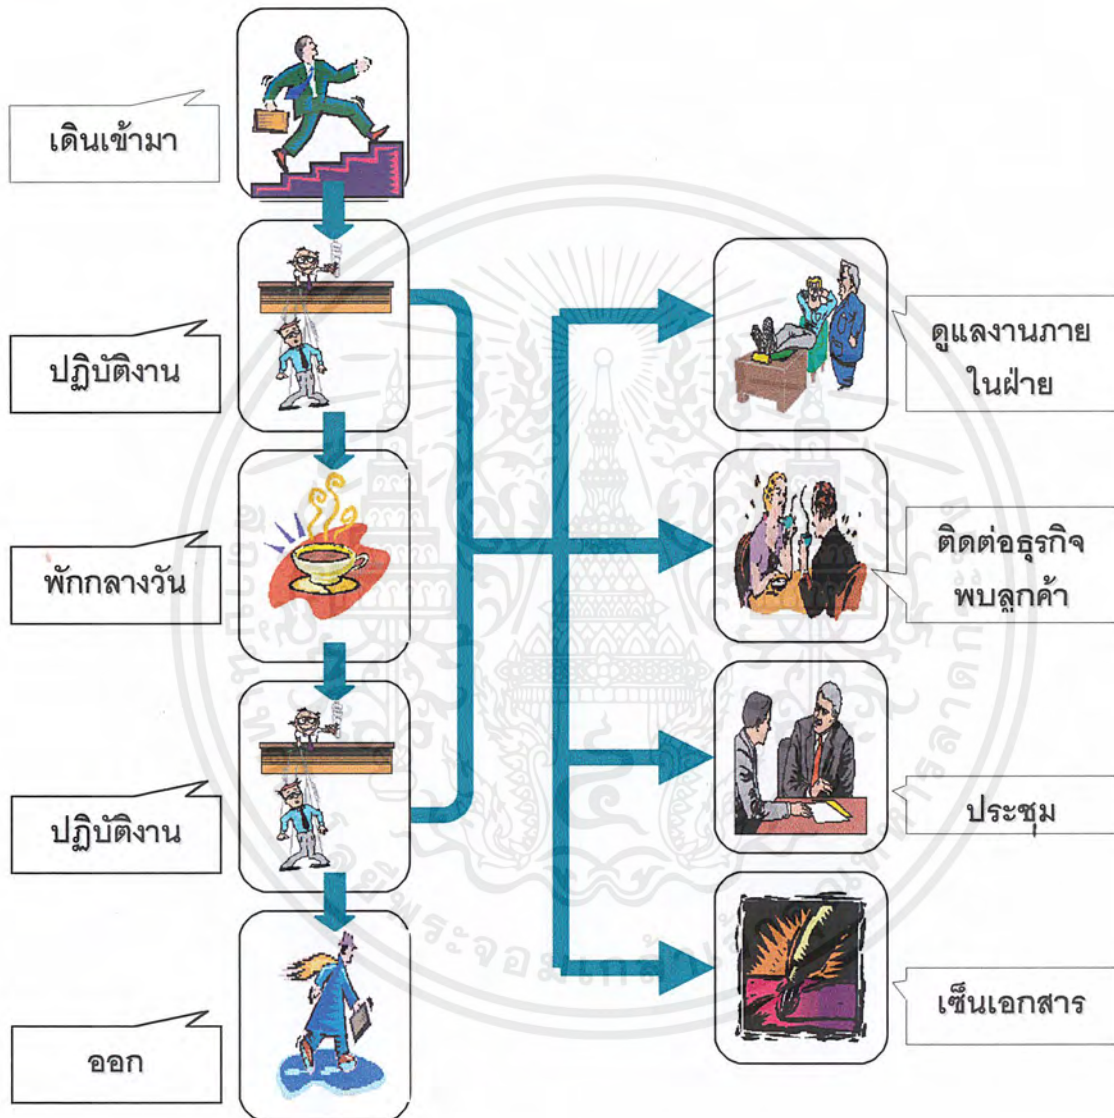 เดินเข้ามา
ปฏิบัติงาน
พักกลางวัน
ปฏิบัติงาน
ออก
ดูแลงานภาย
ในฝ่าย
ติดต่อธุรกิจ
พบลูกค้า
ประชุม
เซ็นเอกสาร